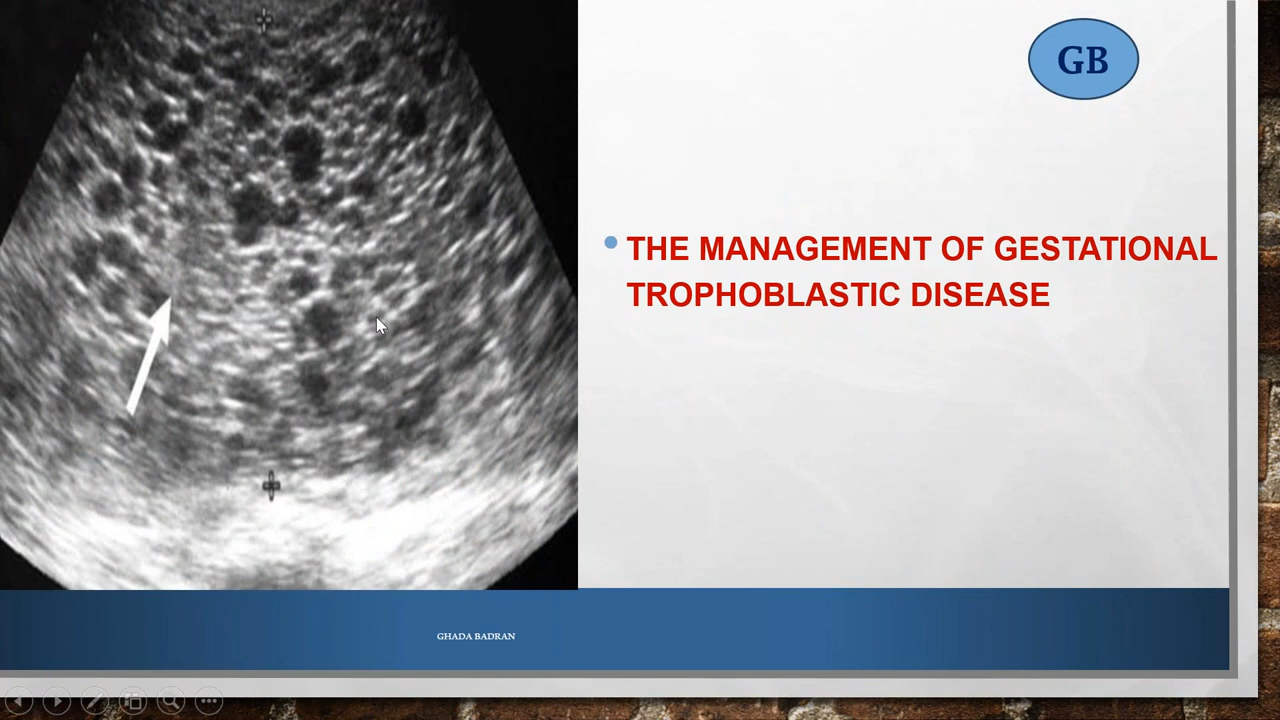 GB
THE MANAGEMENT OF GESTATIONAL
TROPHOBLASTIC DISEASE
GHADA BADRAN